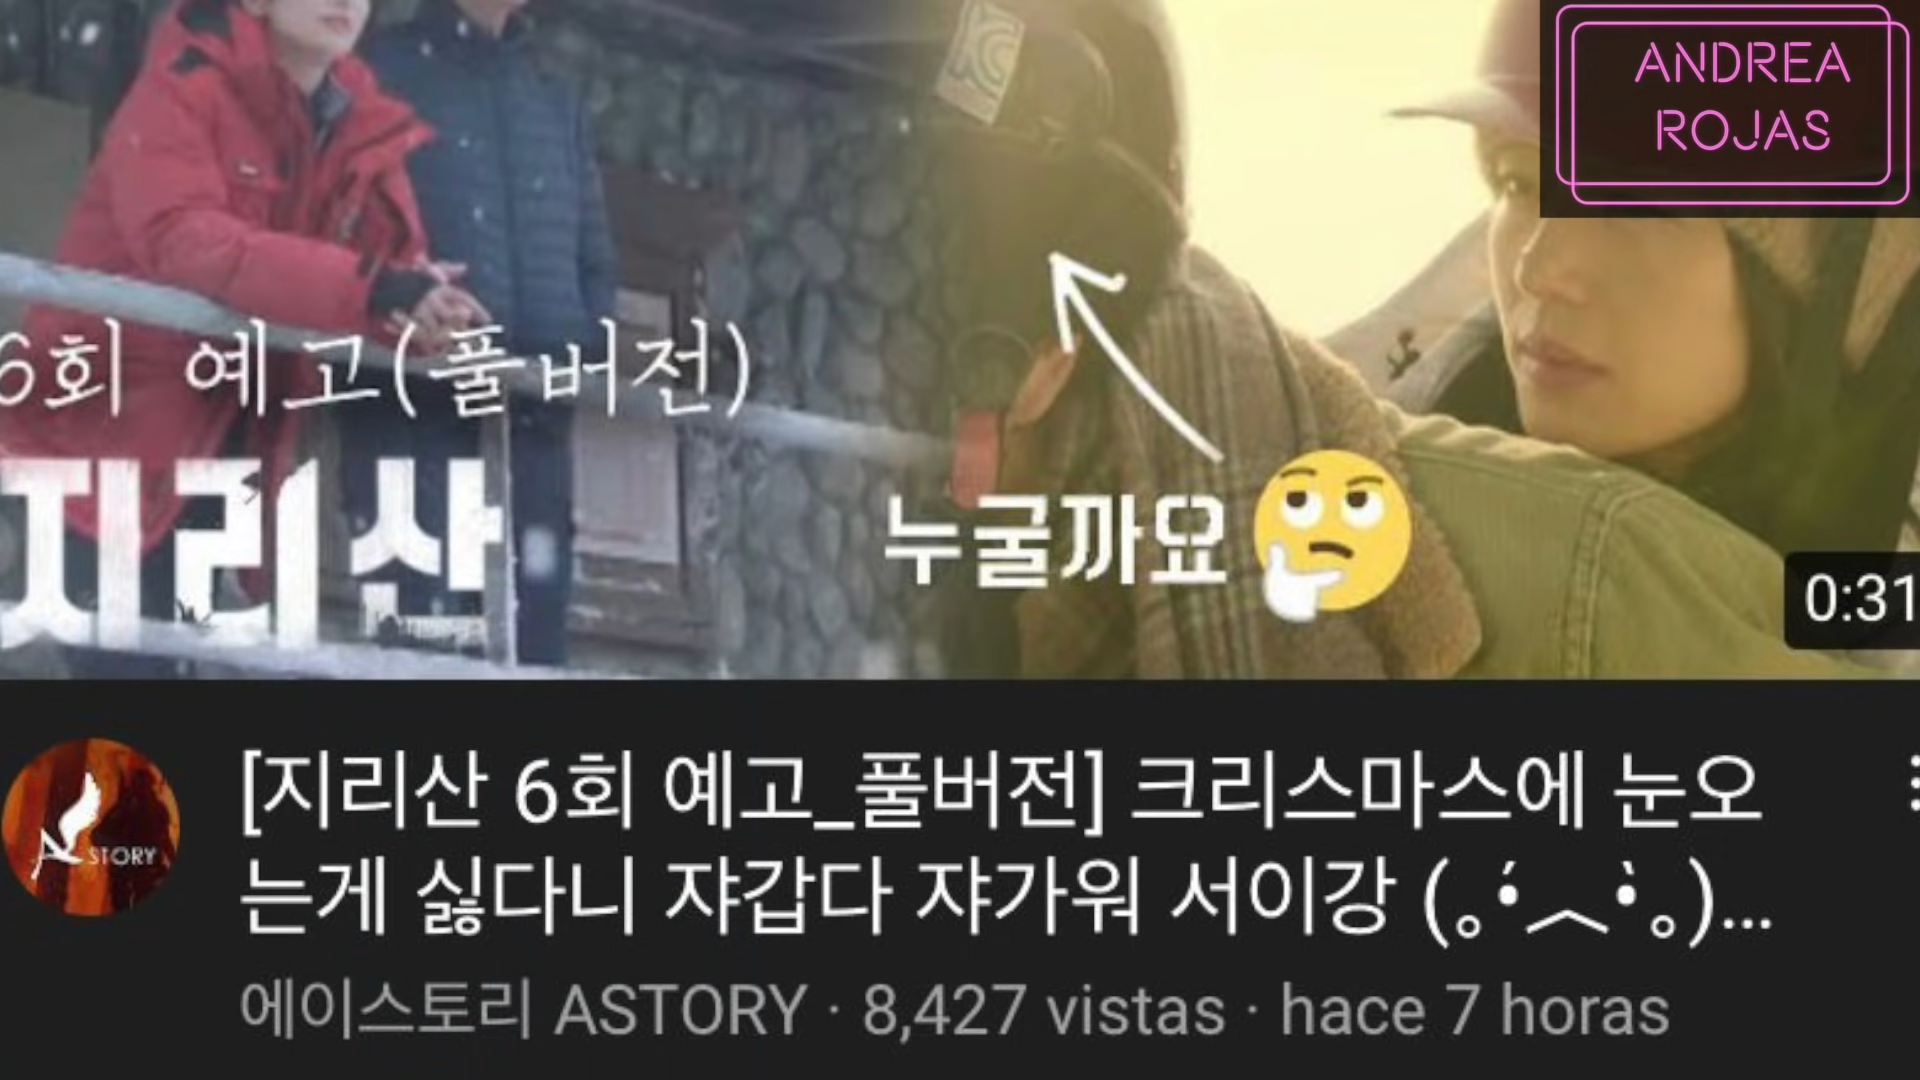 ANDREA
ROJAS
6회 예고(풀버전)
지리산
누굴까요
0:31
[지리산 6회 예고_풀버전] 크리스마스에 눈오
는게 싫다니 쟈갑다 쟈가워 서이강 (｡•́︿•̀｡)...
STORY
에이스토리 ASTORY · 8,427 vistas · hace 7 horas